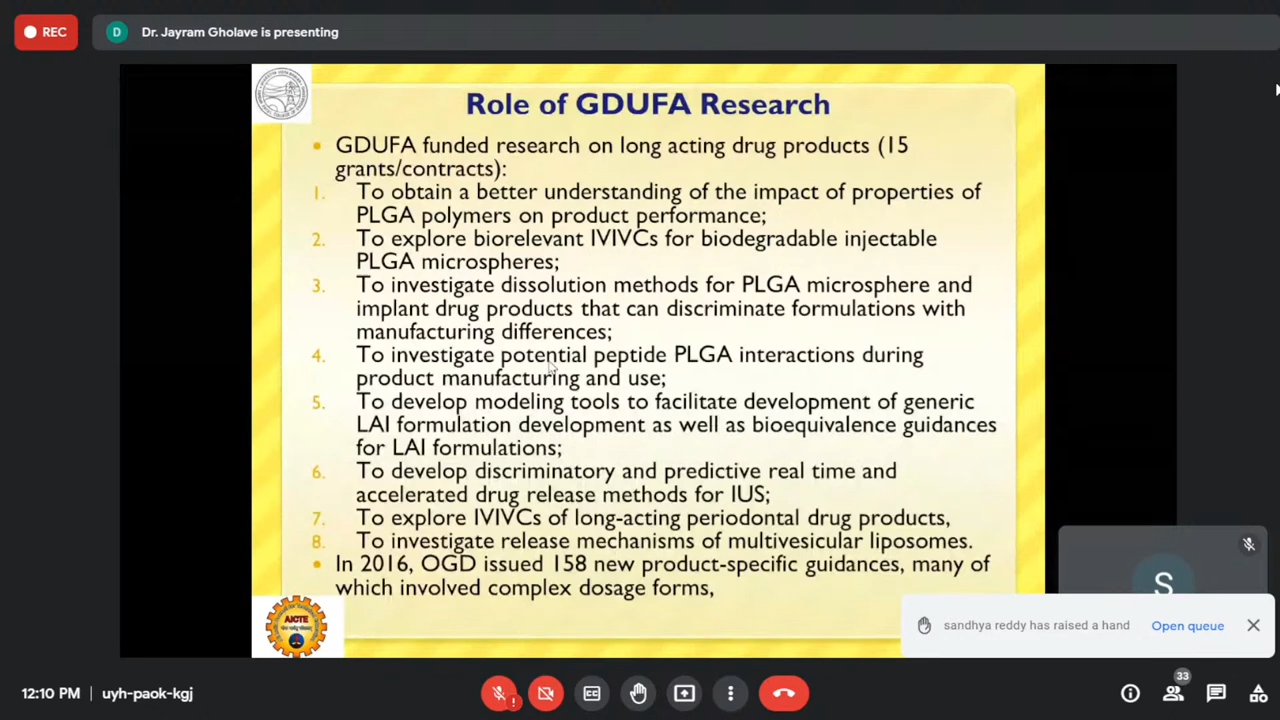 REC
D
Dr. Jayram Gholave is presenting
Role of GDUFA Research
• GDUFA funded research on long acting drug products (15
grants/contracts):
1. To obtain a better understanding of the impact of properties of
PLGA polymers on product performance;
2. To explore biorelevant IVIVCs for biodegradable injectable
PLGA microspheres;
3. To investigate dissolution methods for PLGA microsphere and
implant drug products that can discriminate formulations with
manufacturing differences;
4. To investigate potential peptide PLGA interactions during
product manufacturing and use;
5. To develop modeling tools to facilitate development of generic
LAI formulation development as well as bioequivalence guidances
for LAI formulations;
6. To develop discriminatory and predictive real time and
accelerated drug release methods for IUS;
7. To explore IVIVCs of long-acting periodontal drug products,
8. To investigate release mechanisms of multivesicular liposomes.
• In 2016, OGD issued 158 new product-specific guidances, many of
which involved complex dosage forms,
AICTE
S
sandhya reddy has raised a hand
Open queue
12:10 PM | uyh-paok-kgj
33